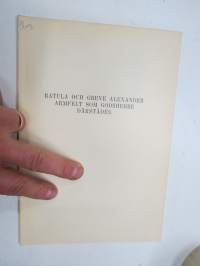 RATULA OCH GREVE ALEXANDER
ARMFELT SOM GODSHERRE
DÄRSTÄDES